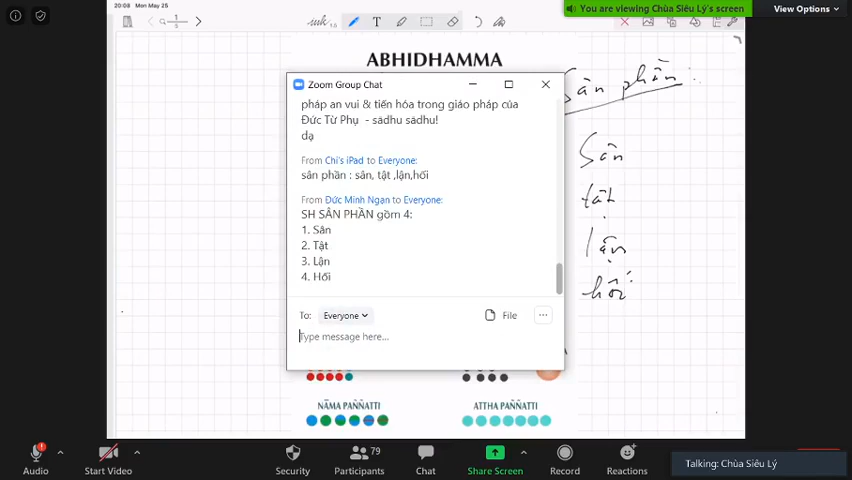 20:08 Mon May 25
You are viewing Chùa Siêu Lý's screen
View Options
ABHIDHAMMA
Sân phần:
Sân
tật
lận
hối
Zoom Group Chat
pháp an vui & tiến hóa trong giáo pháp của
Đức Từ Phụ - sādhu sādhu!
dạ
From Chi's iPad to Everyone:
sân phần : sân, tật ,lận,hối
From Đức Minh Ngạn to Everyone:
SH SÂN PHẦN gồm 4:
1. Sân
2. Tật
3. Lận
4. Hối
To: Everyone
File
Type message here...
NĀMA PAÑÑATTI
ATTHA PAÑÑATTI
Audio
Start Video
Security
79
Participants
Chat
Share Screen
Record
Reactions
Talking: Chùa Siêu Lý